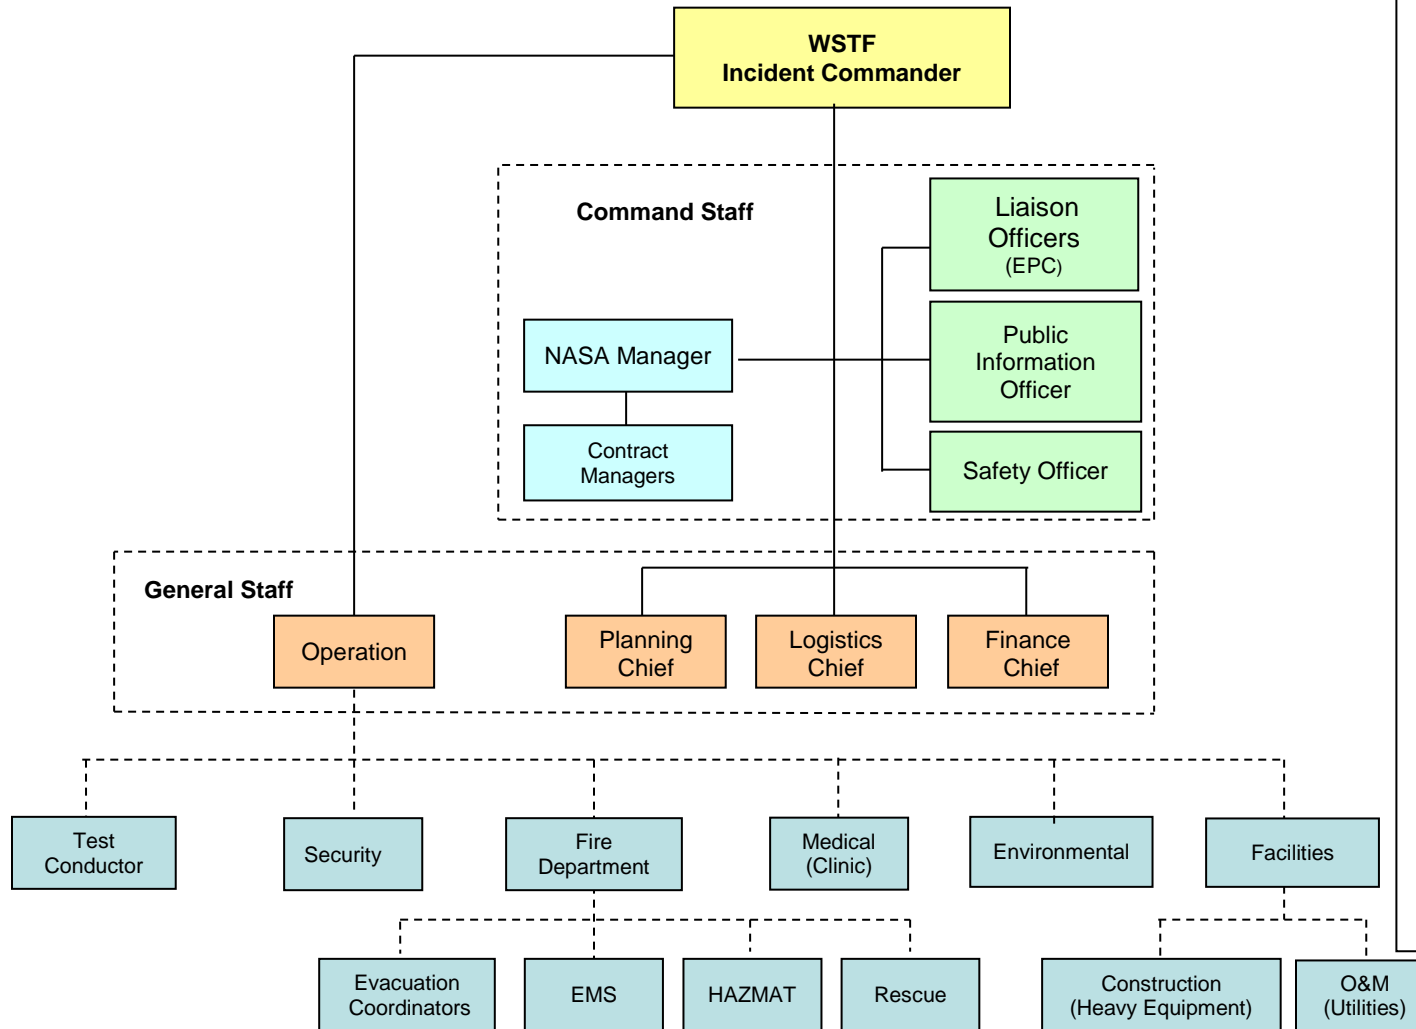 WSTF
Incident Commander
Command Staff
Liaison
Officers
(EPC)
NASA Manager
Public
Information
Officer
Contract
Managers
Safety Officer
General Staff
Operation
Planning
Chief
Logistics
Chief
Finance
Chief
Test
Conductor
Security
Fire
Department
Medical
(Clinic)
Environmental
Facilities
Evacuation
Coordinators
EMS
HAZMAT
Rescue
Construction
(Heavy Equipment)
O&M
(Utilities)